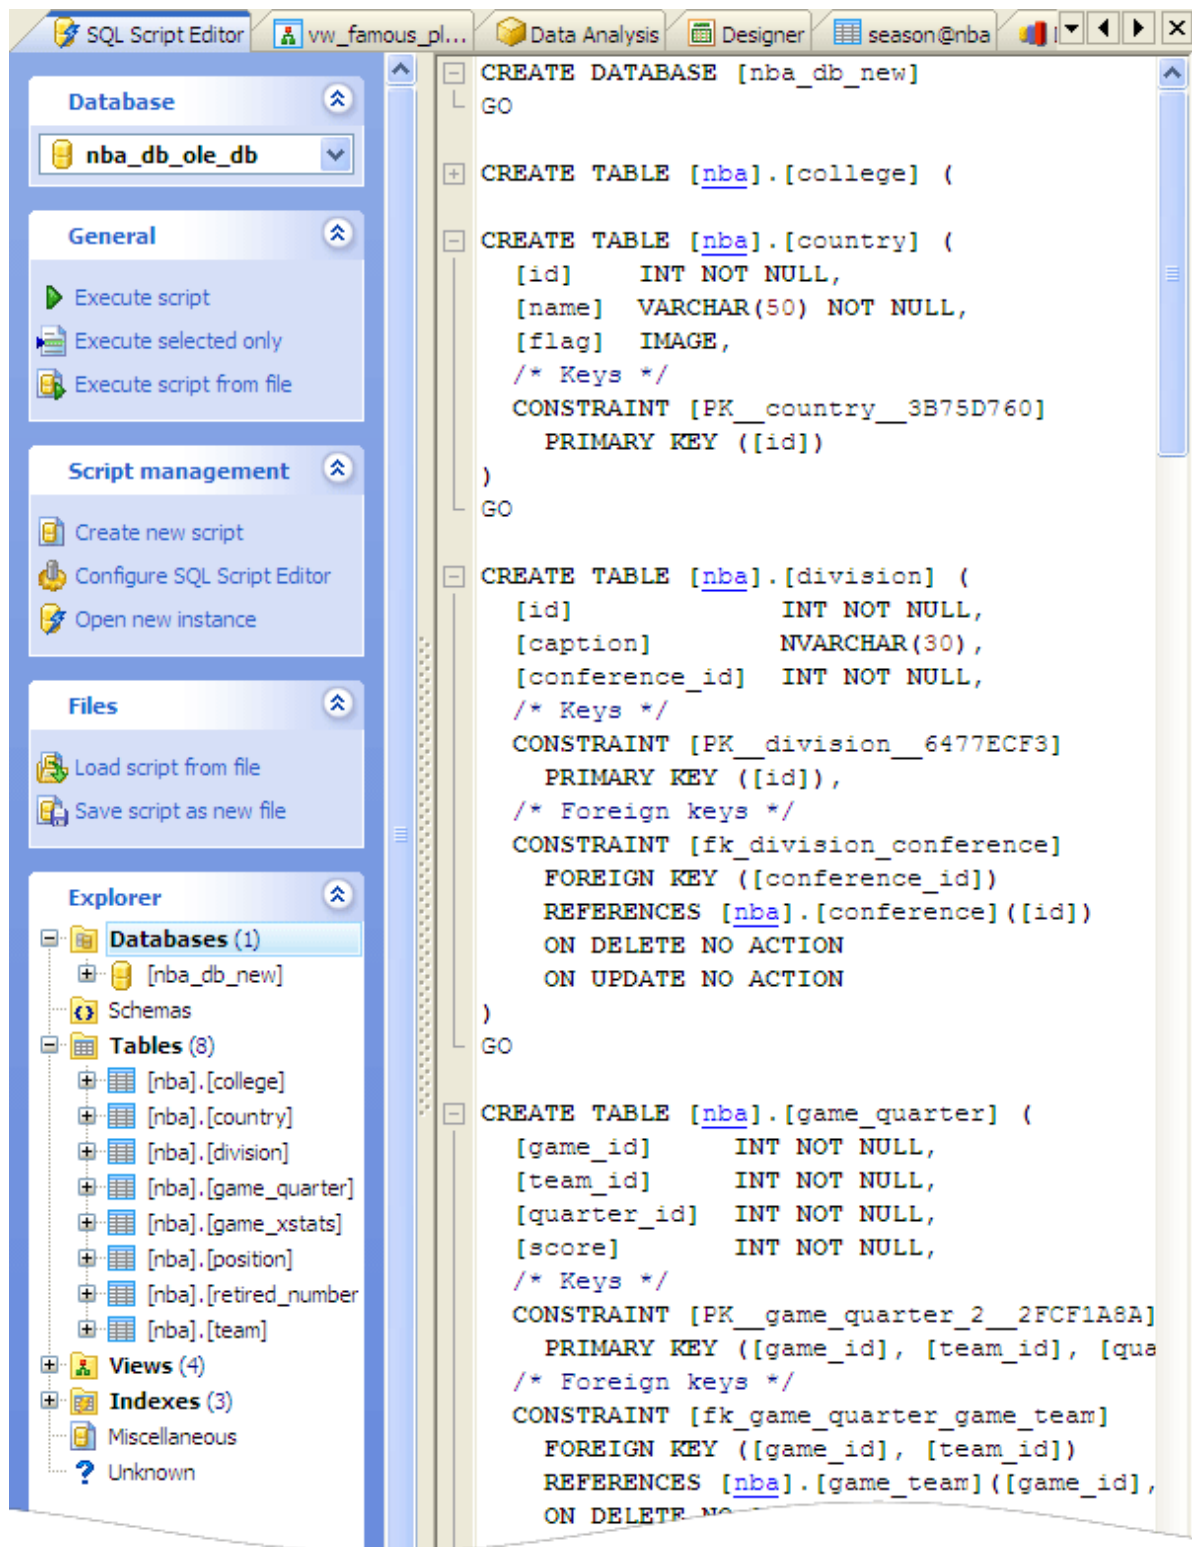 SQL Script Editor vw_famous_pl... Data Analysis Designer season@nba
Database
nba_db_ole_db
General
Execute script
Execute selected only
Execute script from file
Script management
Create new script
Configure SQL Script Editor
Open new instance
Files
Load script from file
Save script as new file
Explorer
Databases (1)
[nba_db_new]
Schemas
Tables (8)
[nba].[college]
[nba].[country]
[nba].[division]
[nba].[game_quarter]
[nba].[game_xstats]
[nba].[position]
[nba].[retired_number
[nba].[team]
Views (4)
Indexes (3)
Miscellaneous
Unknown
CREATE DATABASE [nba_db_new]
GO
CREATE TABLE [nba].[college] (
CREATE TABLE [nba].[country] (
[id] INT NOT NULL,
[name] VARCHAR(50) NOT NULL,
[flag] IMAGE,
/* Keys */
CONSTRAINT [PK__country__3B75D760]
PRIMARY KEY ([id])
)
GO
CREATE TABLE [nba].[division] (
[id] INT NOT NULL,
[caption] NVARCHAR(30),
[conference_id] INT NOT NULL,
/* Keys */
CONSTRAINT [PK__division__6477ECF3]
PRIMARY KEY ([id]),
/* Foreign keys */
CONSTRAINT [fk_division_conference]
FOREIGN KEY ([conference_id])
REFERENCES [nba].[conference]([id])
ON DELETE NO ACTION
ON UPDATE NO ACTION
)
GO
CREATE TABLE [nba].[game_quarter] (
[game_id] INT NOT NULL,
[team_id] INT NOT NULL,
[quarter_id] INT NOT NULL,
[score] INT NOT NULL,
/* Keys */
CONSTRAINT [PK__game_quarter_2__2FCF1A8A]
PRIMARY KEY ([game_id], [team_id], [qua
/* Foreign keys */
CONSTRAINT [fk_game_quarter_game_team]
FOREIGN KEY ([game_id], [team_id])
REFERENCES [nba].[game_team]([game_id],
ON DELETE NO